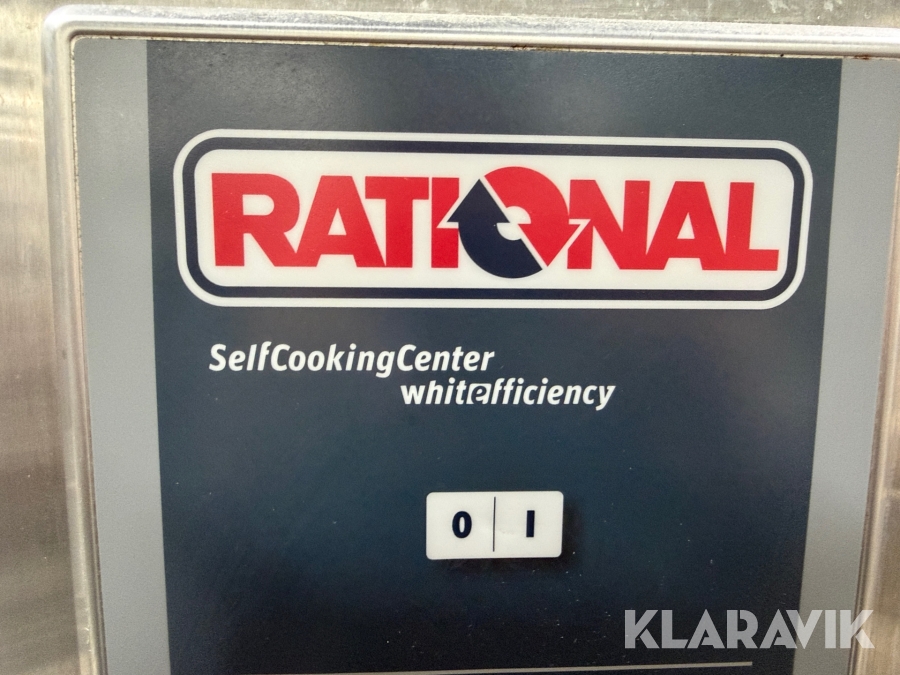 RATIONAL
SelfCookingCenter
whitefficiency
0 I
KLARAVIK